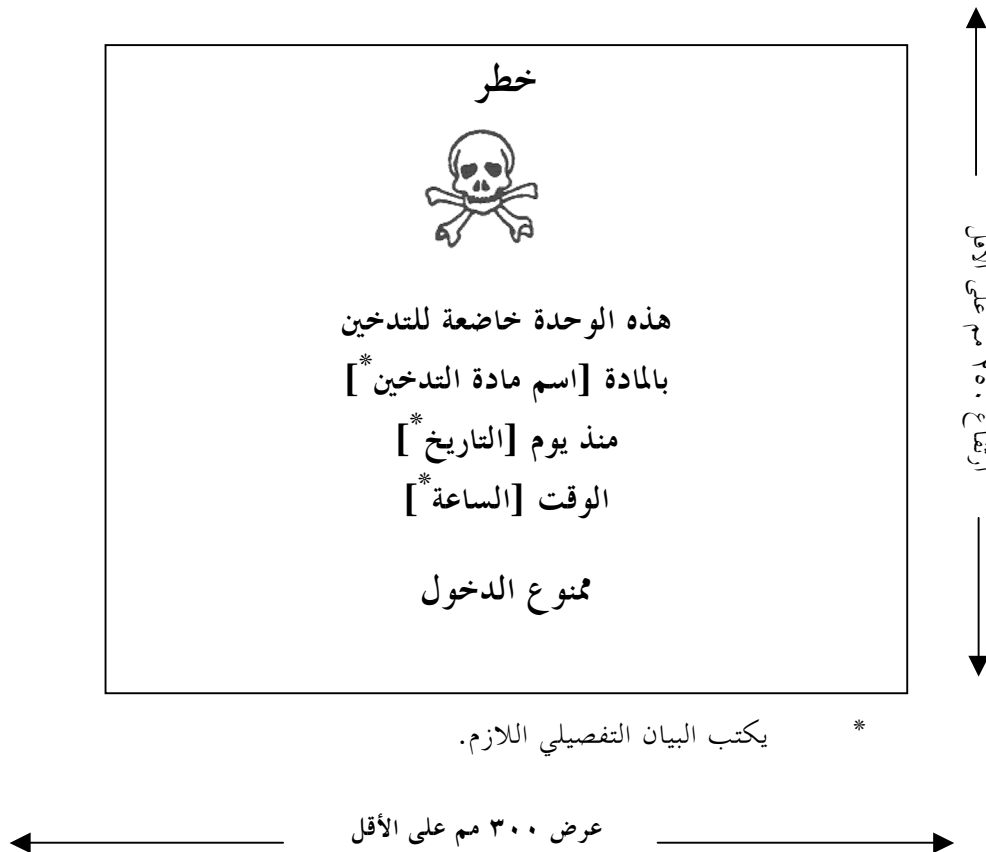 خطر
هذه الوحدة خاضعة للتدخين
بالمادة [اسم مادة التدخين*]
منذ يوم [التاريخ*]
الوقت [الساعة*]
ممنوع الدخول
* يكتب البيان التفصيلي اللازم.
عرض ٣٠٠ مم على الأقل
ارتفاع ٢٥٠ مم على الأقل